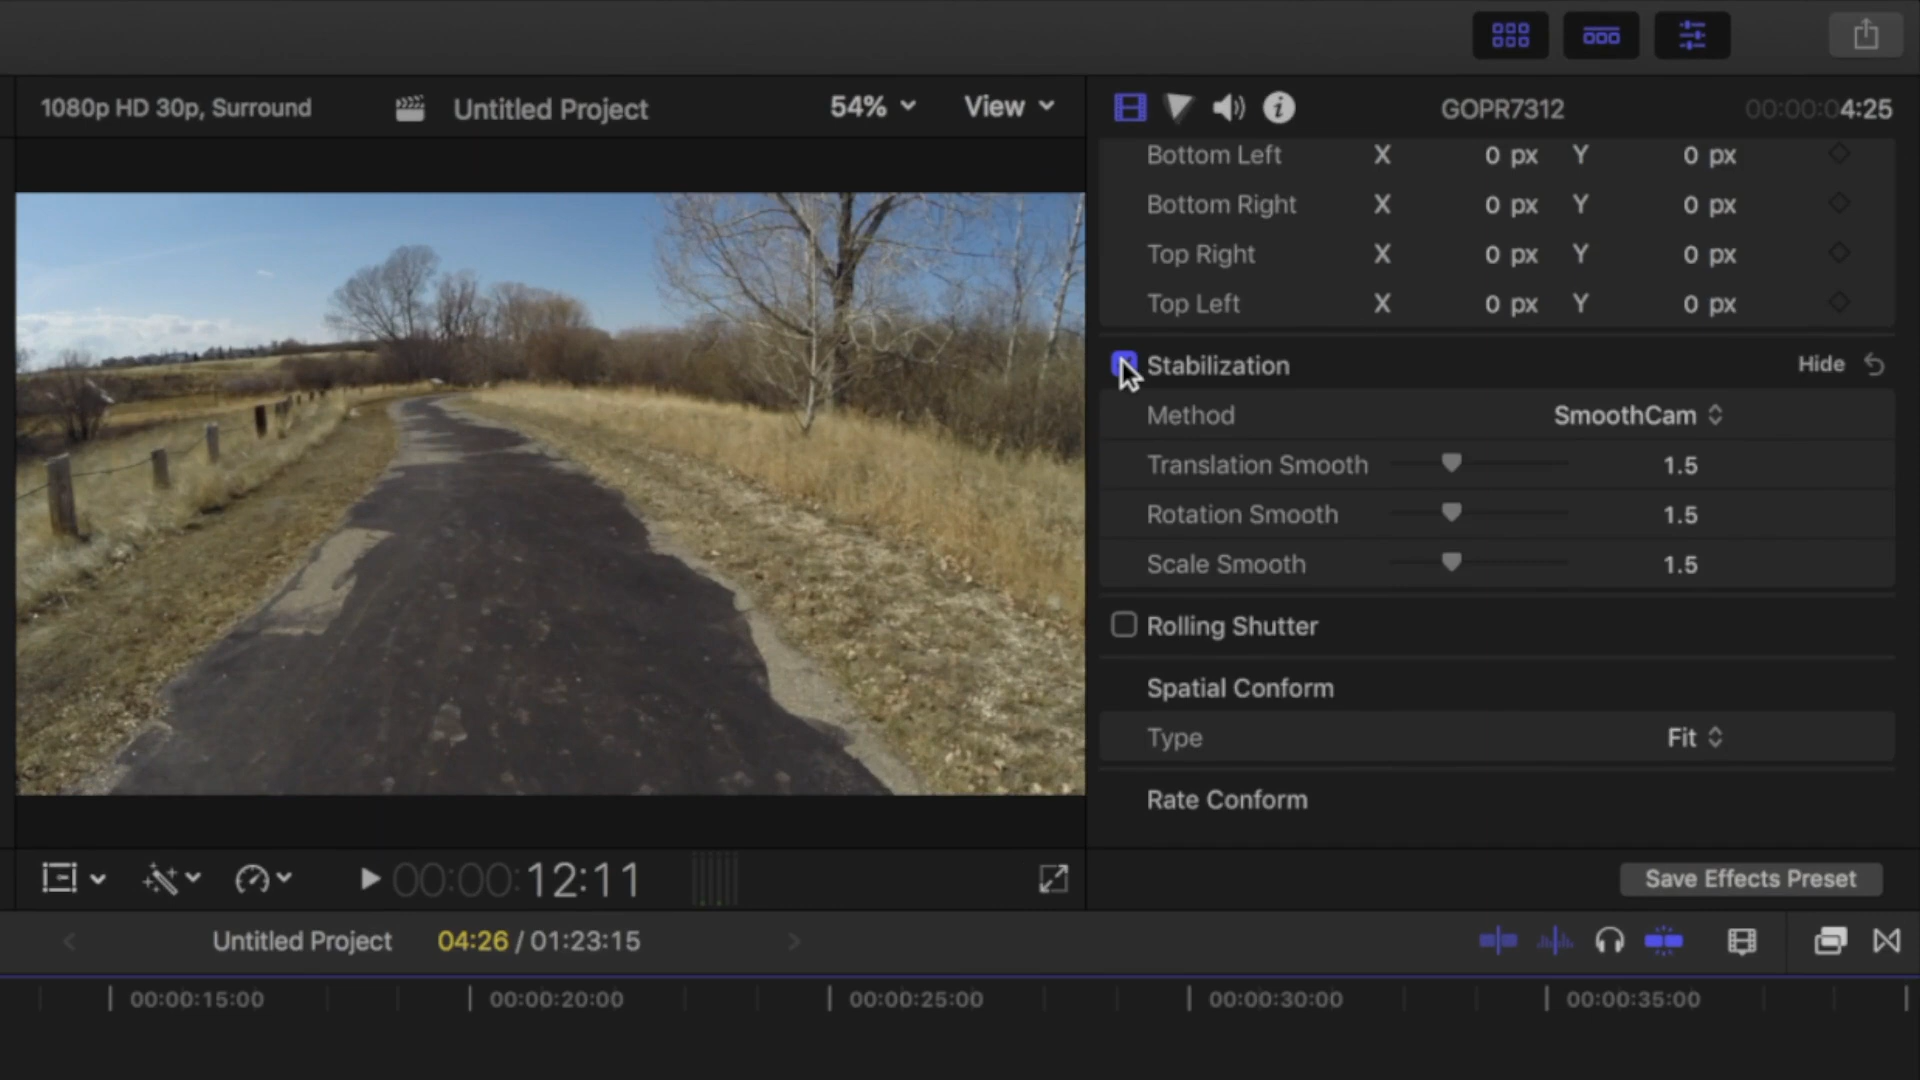 1080p HD 30p, Surround
Untitled Project
54%
View
GOPR7312
00:00:04:25
Bottom Left X 0 px Y 0 px
Bottom Right X 0 px Y 0 px
Top Right X 0 px Y 0 px
Top Left X 0 px Y 0 px
Stabilization Hide
Method SmoothCam
Translation Smooth 1.5
Rotation Smooth 1.5
Scale Smooth 1.5
Rolling Shutter
Spatial Conform
Type Fit
Rate Conform
00:00:12:11
Save Effects Preset
Untitled Project 04:26 / 01:23:15
00:00:15:00 00:00:20:00 00:00:25:00 00:00:30:00 00:00:35:00